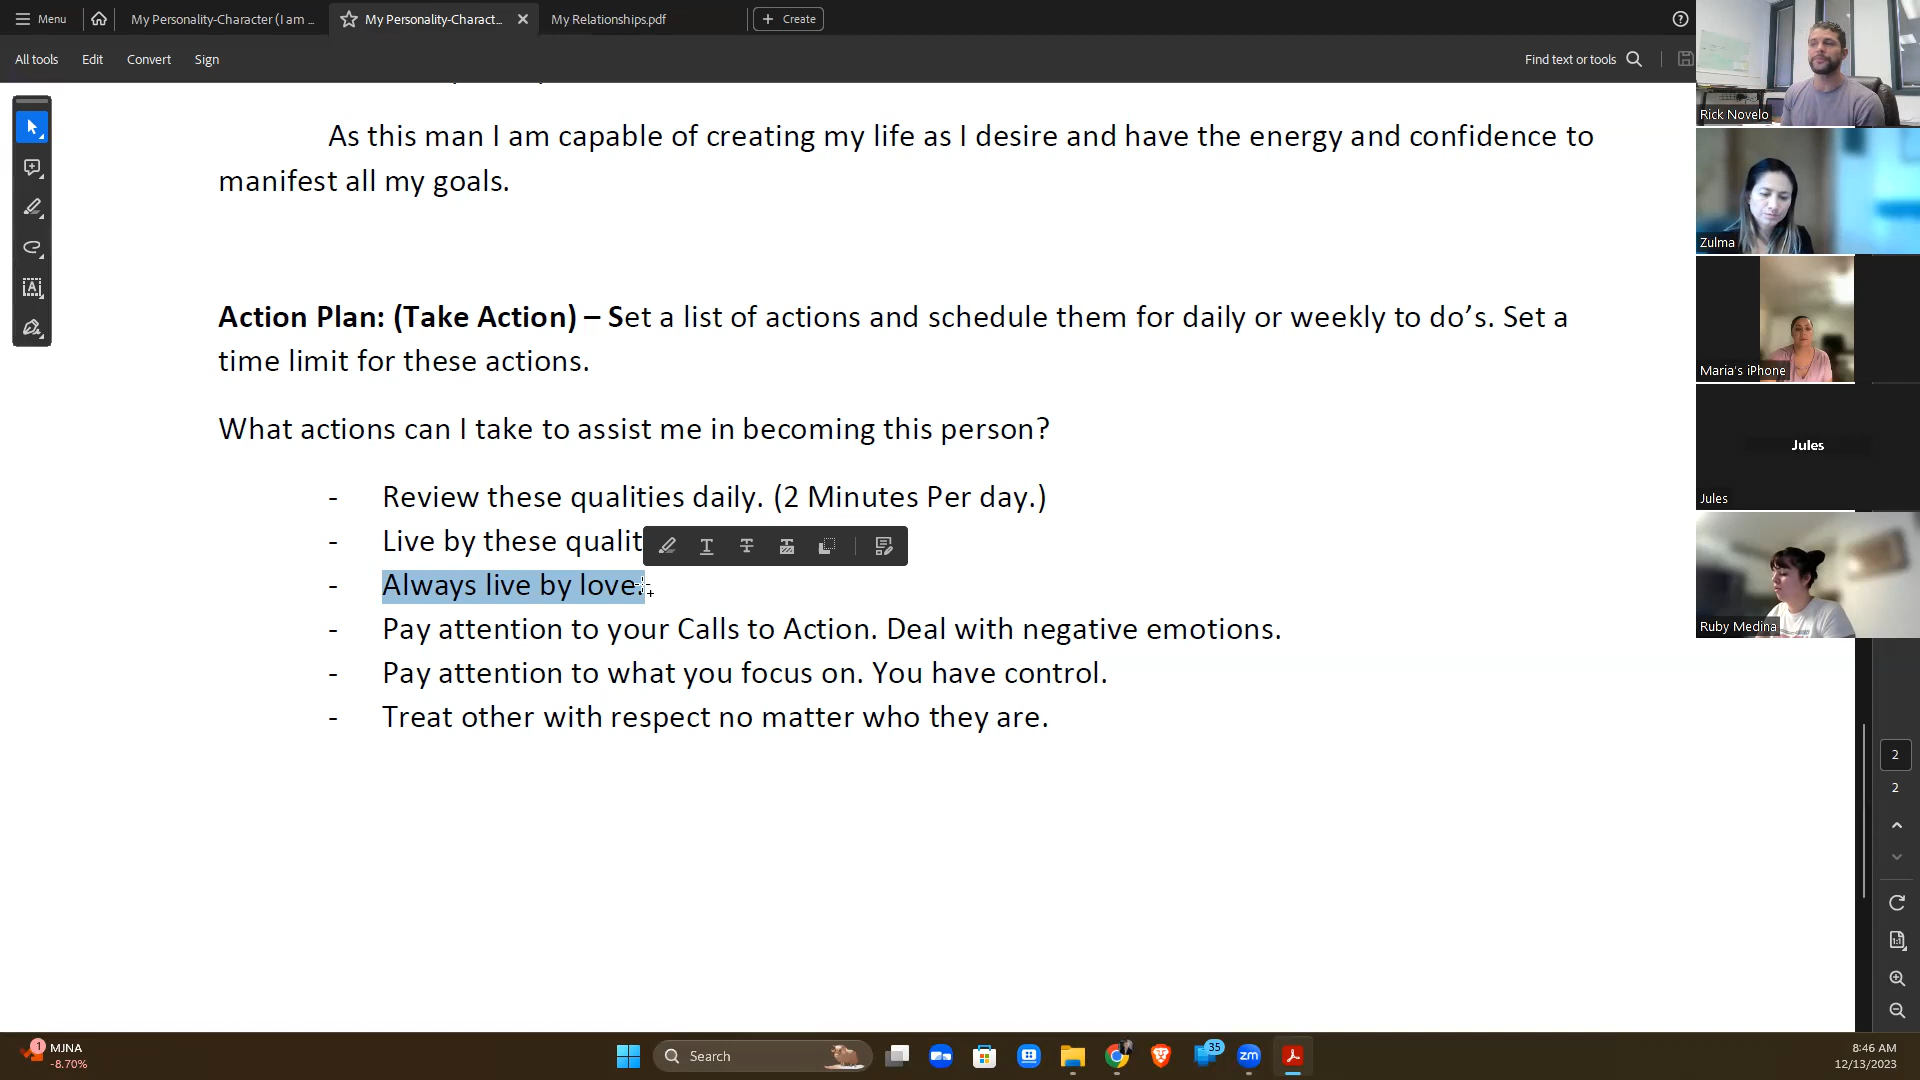 Menu
My Personality-Character (I am ...
My Personality-Charact...
My Relationships.pdf
Create
All tools
Edit
Convert
Sign
Find text or tools
As this man I am capable of creating my life as I desire and have the energy and confidence to
manifest all my goals.
Action Plan: (Take Action) – Set a list of actions and schedule them for daily or weekly to do's. Set a
time limit for these actions.
What actions can I take to assist me in becoming this person?
- Review these qualities daily. (2 Minutes Per day.)
- Live by these qualit
- Always live by love.
- Pay attention to your Calls to Action. Deal with negative emotions.
- Pay attention to what you focus on. You have control.
- Treat other with respect no matter who they are.
Rick Novelo
Zulma
Maria's iPhone
Jules
Jules
Ruby Medina
2
2
1
MJNA
-8.70%
Search
35
zm
8:46 AM
12/13/2023